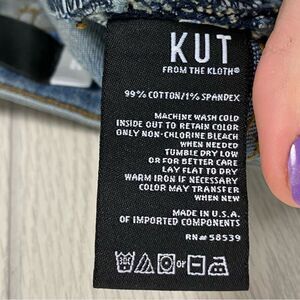 KUT
FROM THE KLOTH®
99% COTTON/1% SPANDEX
MACHINE WASH COLD
INSIDE OUT TO RETAIN COLOR
ONLY NON-CHLORINE BLEACH
WHEN NEEDED
TUMBLE DRY LOW
OR FOR BETTER CARE
LAY FLAT TO DRY
WARM IRON IF NECESSARY
COLOR MAY TRANSFER
WHEN NEW
MADE IN U.S.A.
OF IMPORTED COMPONENTS
RN# 58539
or